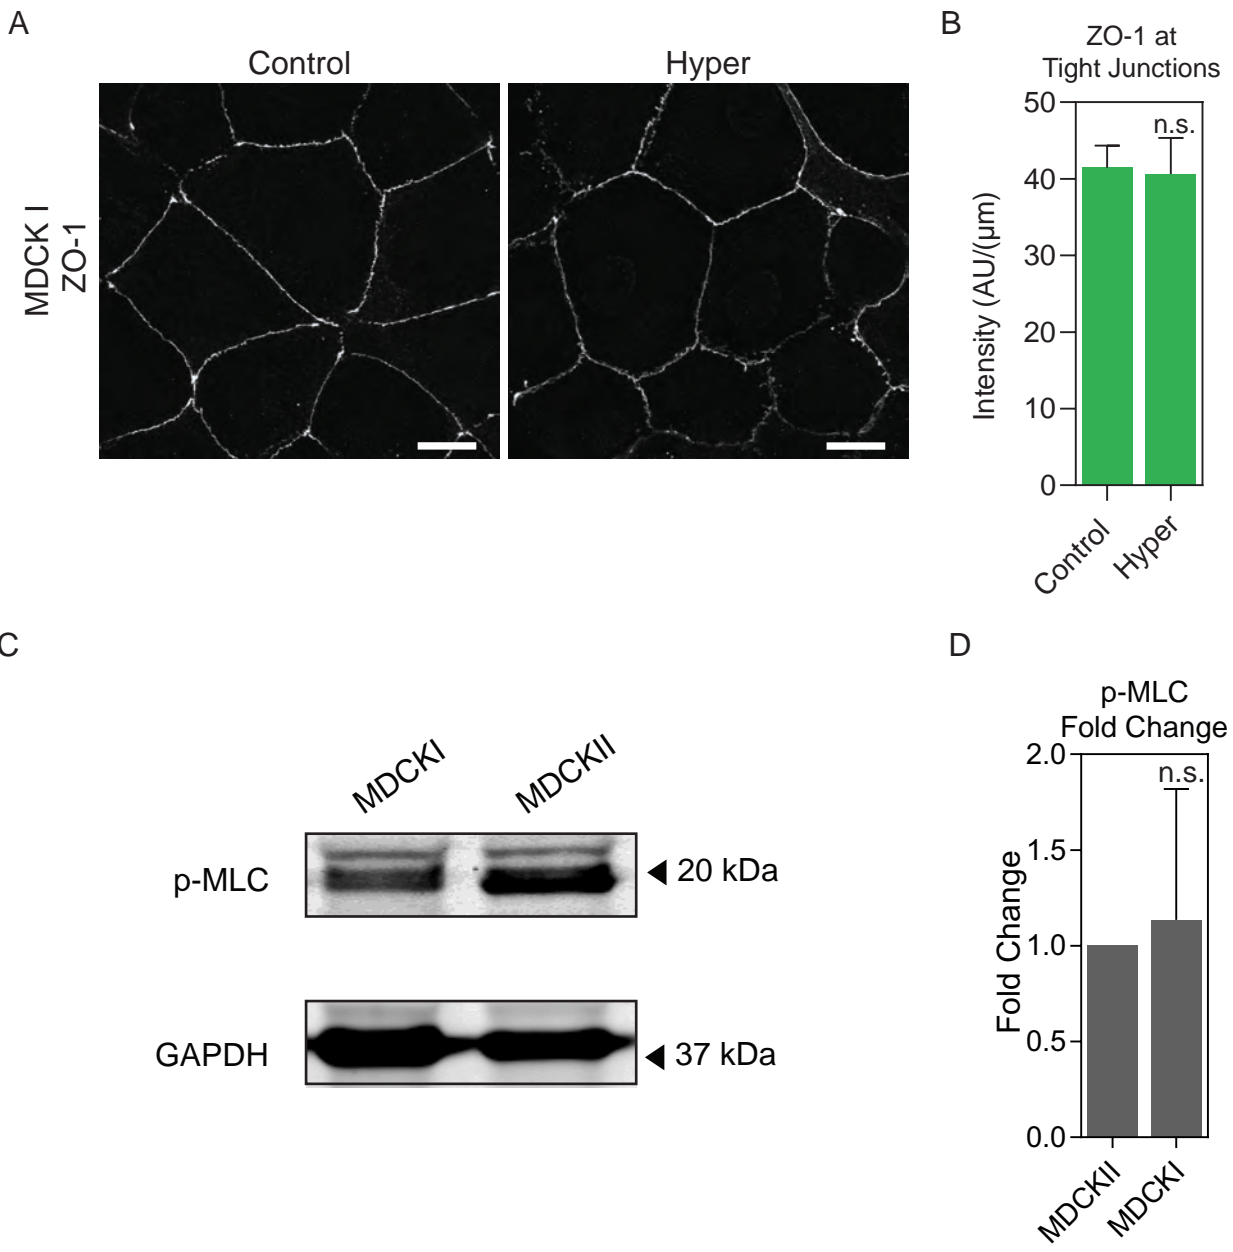 A
Control
Hyper
MDCK I
ZO-1
B
ZO-1 at
Tight Junctions
50
40
30
20
10
0
Intensity (AU/(µm)
n.s.
Control
Hyper
C
MDCKI
MDCKII
p-MLC
20 kDa
GAPDH
37 kDa
D
p-MLC
Fold Change
2.0
1.5
1.0
0.5
0.0
Fold Change
n.s.
MDCKII
MDCKI